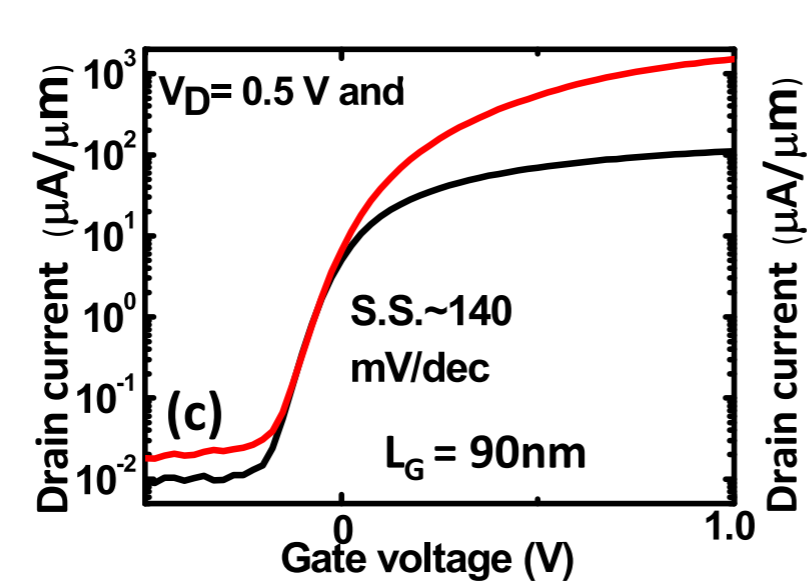 V_D= 0.5 V and
10^3
10^2
10^1
10^0
10^-1
10^-2
Drain current (μA/μm)
S.S.~140
mV/dec
(c)
L_G = 90nm
0
1.0
Gate voltage (V)
Drain current (μA/μm)